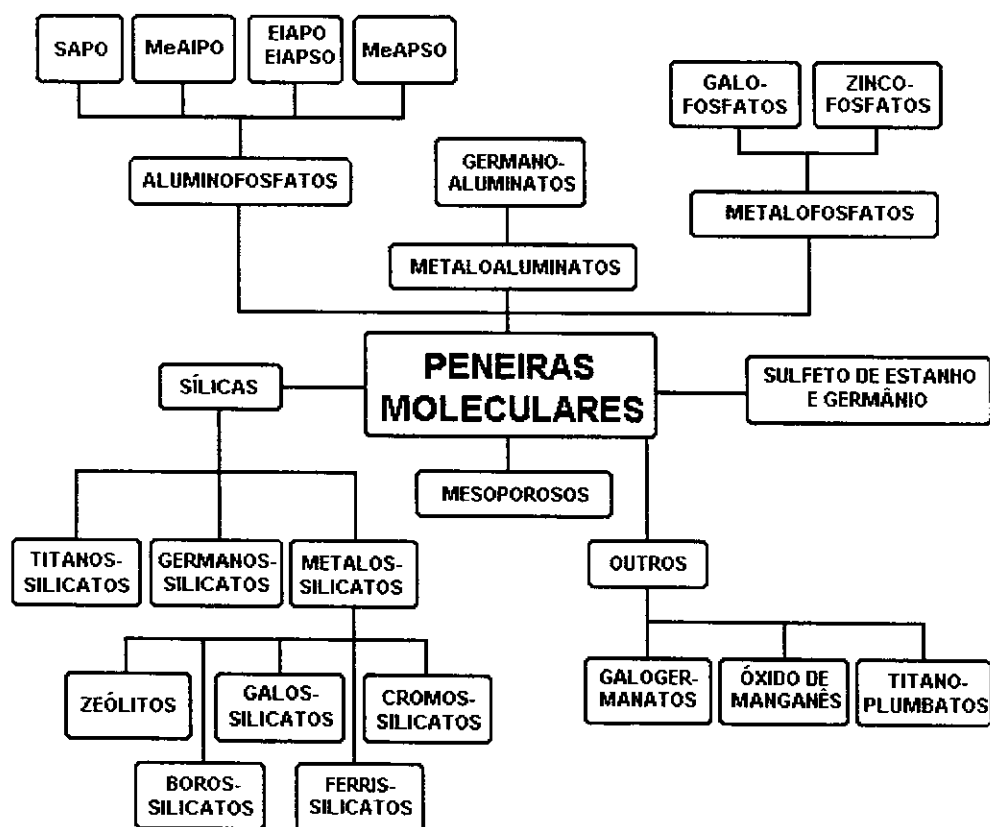 SAPO
MeAlPO
ElAPO
ElAPSO
MeAPSO
GALO-
FOSFATOS
ZINCO-
FOSFATOS
ALUMINOFOSFATOS
GERMANO-
ALUMINATOS
METALOFOSFATOS
METALOALUMINATOS
PENEIRAS
MOLECULARES
SÍLICAS
SULFETO DE ESTANHO
E GERMÂNIO
MESOPOROSOS
TITANOS-
SILICATOS
GERMANOS-
SILICATOS
METALOS-
SILICATOS
OUTROS
ZEÓLITOS
GALOS-
SILICATOS
CROMOS-
SILICATOS
GALOGER-
MANATOS
ÓXIDO DE
MANGANÊS
TITANO-
PLUMBATOS
BOROS-
SILICATOS
FERRIS-
SILICATOS